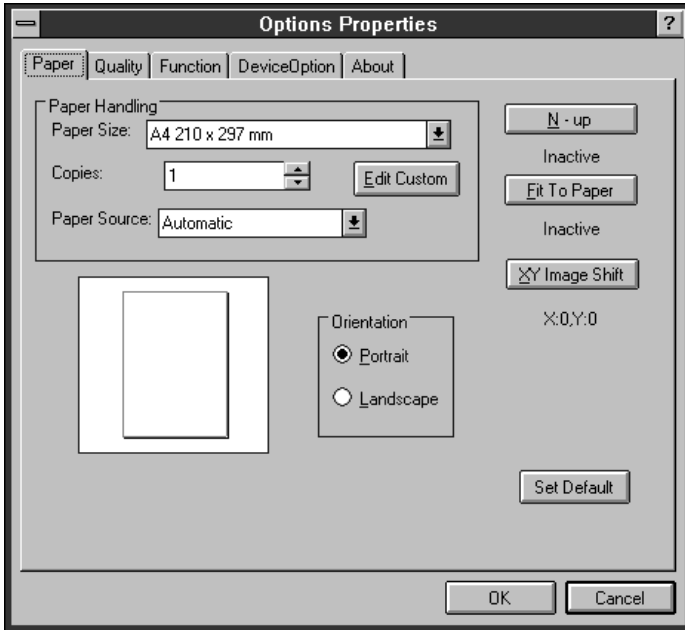 Options Properties ?
Paper Quality Function DeviceOption About
Paper Handling
Paper Size: A4 210 x 297 mm
Copies: 1 Edit Custom
Paper Source: Automatic
N - up
Inactive
Fit To Paper
Inactive
XY Image Shift
X:0,Y:0
Orientation
Portrait
Landscape
Set Default
OK Cancel